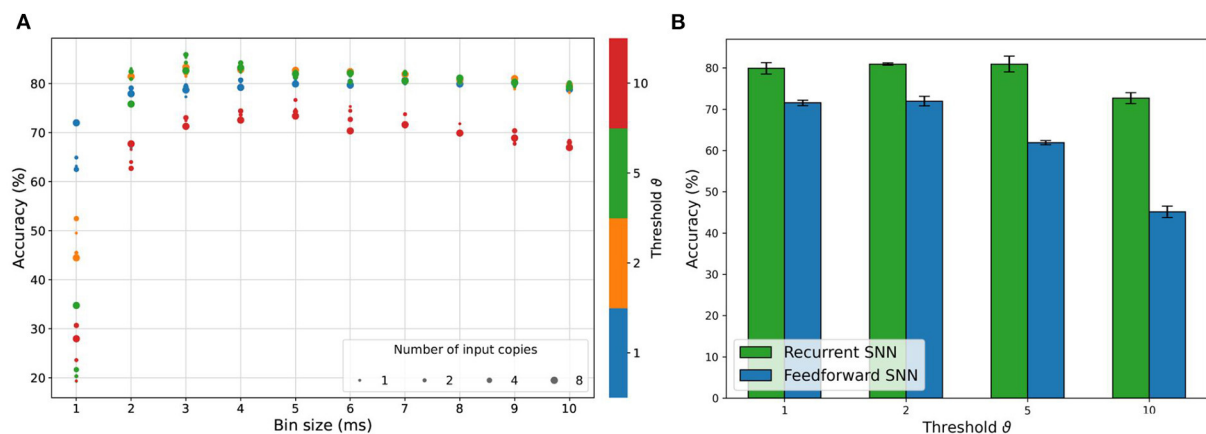 A
Accuracy (%)
80
70
60
50
40
30
20
1 2 3 4 5 6 7 8 9 10
Bin size (ms)
Number of input copies
1 2 4 8
10
5
2
1
Threshold ϑ
B
Accuracy (%)
80
70
60
50
40
30
20
10
0
Recurrent SNN
Feedforward SNN
1 2 5 10
Threshold ϑ